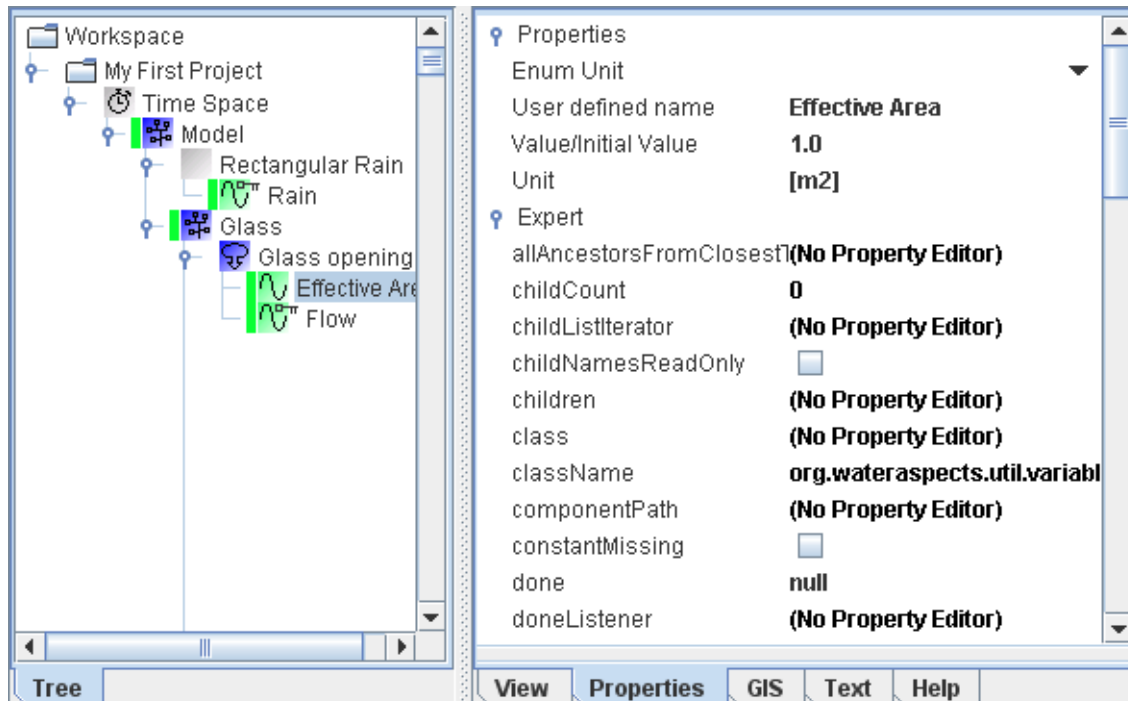 Workspace
My First Project
Time Space
Model
Rectangular Rain
Rain
Glass
Glass opening
Effective Are
Flow
Tree
Properties
Enum Unit
User defined name Effective Area
Value/Initial Value 1.0
Unit [m2]
Expert
allAncestorsFromClosestT(No Property Editor)
childCount 0
childListIterator (No Property Editor)
childNamesReadOnly
children (No Property Editor)
class (No Property Editor)
className org.wateraspects.util.variabl
componentPath (No Property Editor)
constantMissing
done null
doneListener (No Property Editor)
View Properties GIS Text Help